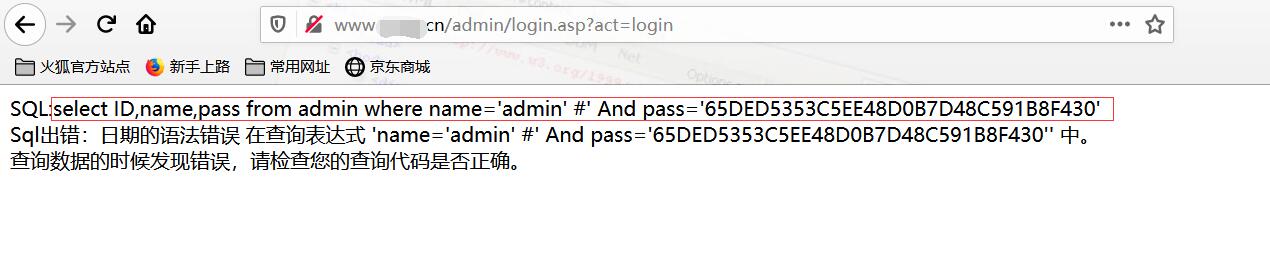 www.    cn/admin/login.asp?act=login
火狐官方站点 新手上路 常用网址 京东商城
SQL:select ID,name,pass from admin where name='admin' #' And pass='65DED5353C5EE48D0B7D48C591B8F430'
Sql出错：日期的语法错误 在查询表达式 'name='admin' #' And pass='65DED5353C5EE48D0B7D48C591B8F430'' 中。
查询数据的时候发现错误，请检查您的查询代码是否正确。